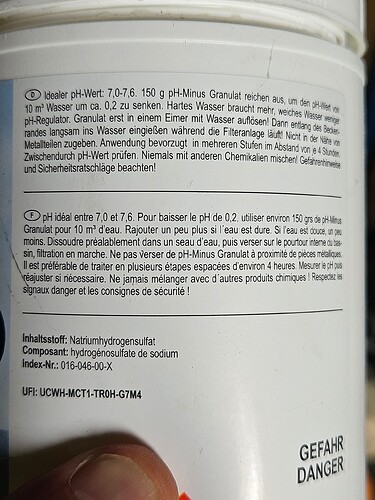 D Idealer pH-Wert: 7,0-7,6. 150 g pH-Minus Granulat reichen aus, um den pH-Wert von
10 m³ Wasser um ca. 0,2 zu senken. Hartes Wasser braucht mehr, weiches Wasser weniger
pH-Regulator. Granulat erst in einem Eimer mit Wasser auflösen! Dann entlang des Becken-
randes langsam ins Wasser eingießen während die Filteranlage läuft! Nicht in der Nähe von
Metallteilen zugeben. Anwendung bevorzugt in mehreren Stufen im Abstand von je 4 Stunden.
Zwischendurch pH-Wert prüfen. Niemals mit anderen Chemikalien mischen! Gefahrenhinweise
und Sicherheitsratschläge beachten!
F pH idéal entre 7,0 et 7,6. Pour baisser le pH de 0,2, utiliser environ 150 grs de pH-Minus
Granulat pour 10 m³ d'eau. Rajouter un peu plus si l'eau est dure. Si l'eau est douce, un peu
moins. Dissoudre préalablement dans un seau d'eau, puis verser sur le pourtour interne du bas-
sin, filtration en marche. Ne pas verser de pH-Minus Granulat à proximité de pièces métalliques.
Il est préférable de traiter en plusieurs étapes espacées d'environ 4 heures. Mesurer le pH puis
réajuster si nécessaire. Ne jamais mélanger avec d´autres produits chimiques ! Respectez les
signaux danger et les consignes de sécurité !
Inhaltsstoff: Natriumhydrogensulfat
Composant: hydrogénosulfate de sodium
Index-Nr.: 016-046-00-X
UFI: UCWH-MCT1-TR0H-G7M4
GEFAHR
DANGER